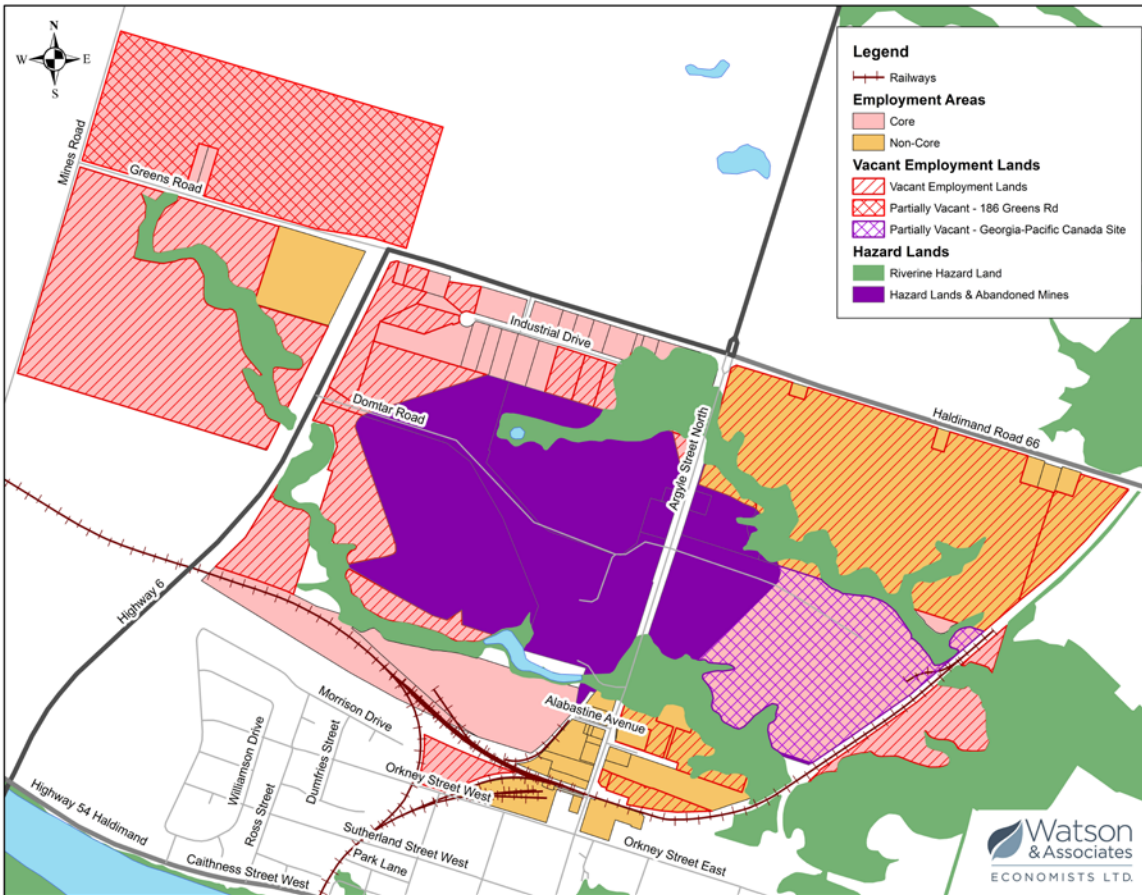 N
W E
S
Legend
Railways
Employment Areas
Core
Non-Core
Vacant Employment Lands
Vacant Employment Lands
Partially Vacant - 186 Greens Rd
Partially Vacant - Georgia-Pacific Canada Site
Hazard Lands
Riverine Hazard Land
Hazard Lands & Abandoned Mines
Mines Road
Greens Road
Industrial Drive
Domtar Road
Argyle Street North
Haldimand Road 66
Highway 6
Alabastine Avenue
Morrison Drive
Williamson Drive
Dumfries Street
Ross Street
Orkney Street West
Sutherland Street West
Park Lane
Orkney Street East
Highway 54 Haldimand
Caithness Street West
Watson
& Associates
ECONOMISTS LTD.